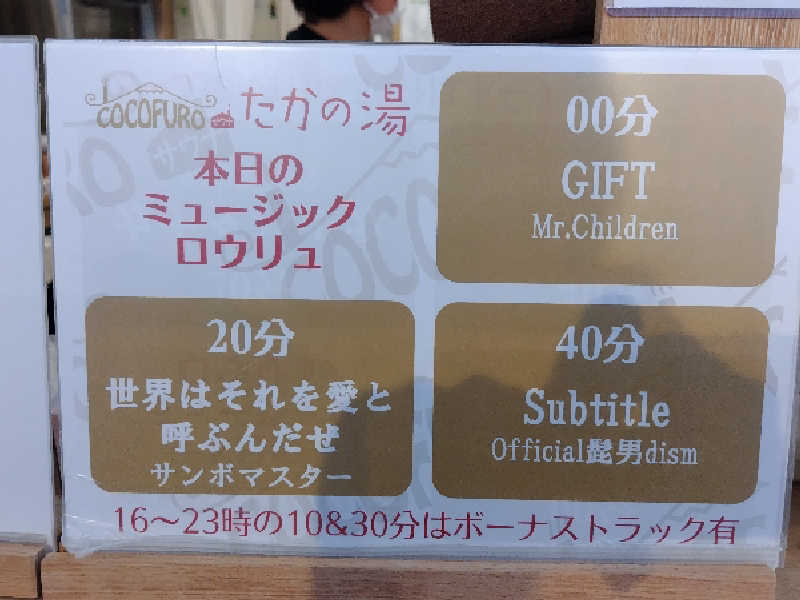 COCOFURO たかの湯
本日の
ミュージック
ロウリュ
00分
GIFT
Mr.Children
20分
世界はそれを愛と
呼ぶんだぜ
サンボマスター
40分
Subtitle
Official髭男dism
16〜23時の10&30分はボーナストラック有